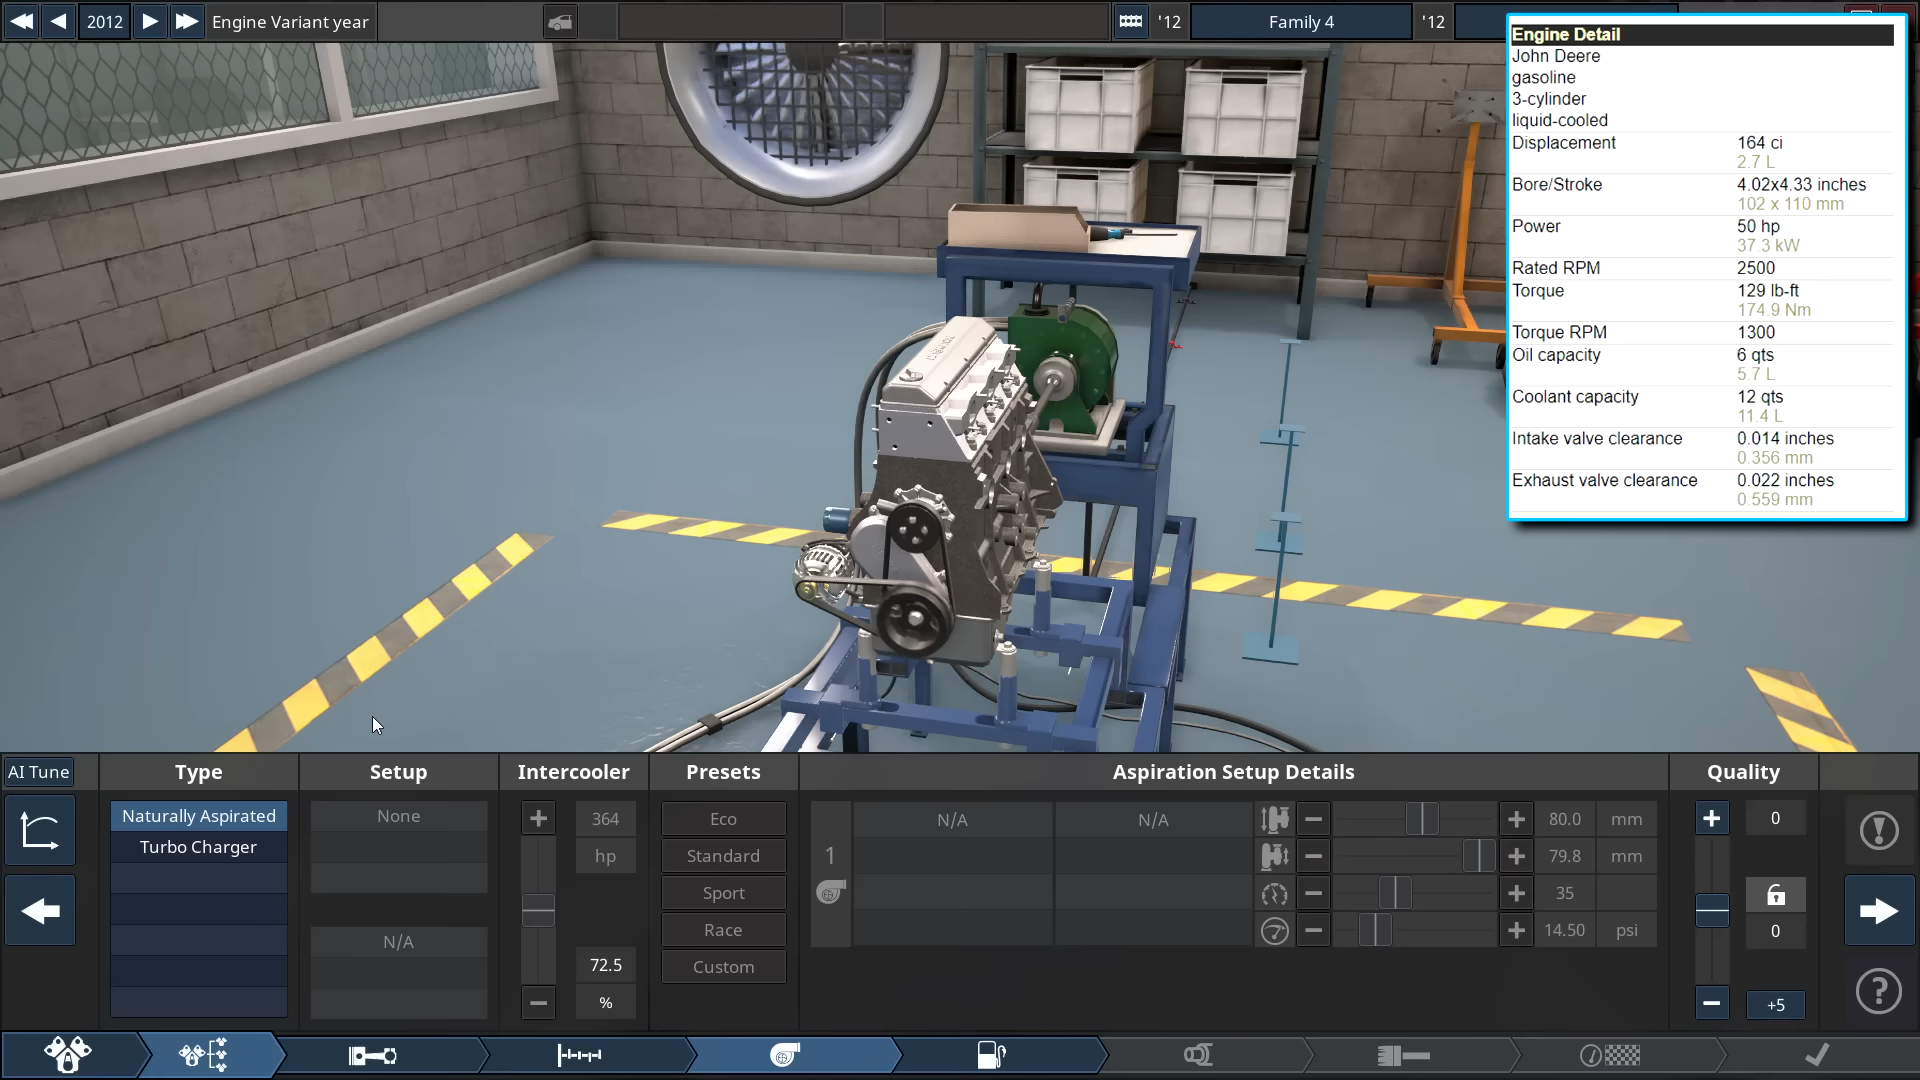 2012
Engine Variant year
'12
Family 4
'12
Engine Detail
John Deere
gasoline
3-cylinder
liquid-cooled
Displacement 164 ci
2.7 L
Bore/Stroke 4.02x4.33 inches
102 x 110 mm
Power 50 hp
37.3 kW
Rated RPM 2500
Torque 129 lb-ft
174.9 Nm
Torque RPM 1300
Oil capacity 6 qts
5.7 L
Coolant capacity 12 qts
11.4 L
Intake valve clearance 0.014 inches
0.356 mm
Exhaust valve clearance 0.022 inches
0.559 mm
AI Tune
Type
Naturally Aspirated
Turbo Charger
Setup
None
N/A
Intercooler
364
hp
72.5
%
Presets
Eco
Standard
Sport
Race
Custom
Aspiration Setup Details
1
N/A
N/A
80.0 mm
79.8 mm
35
14.50 psi
Quality
0
0
+5